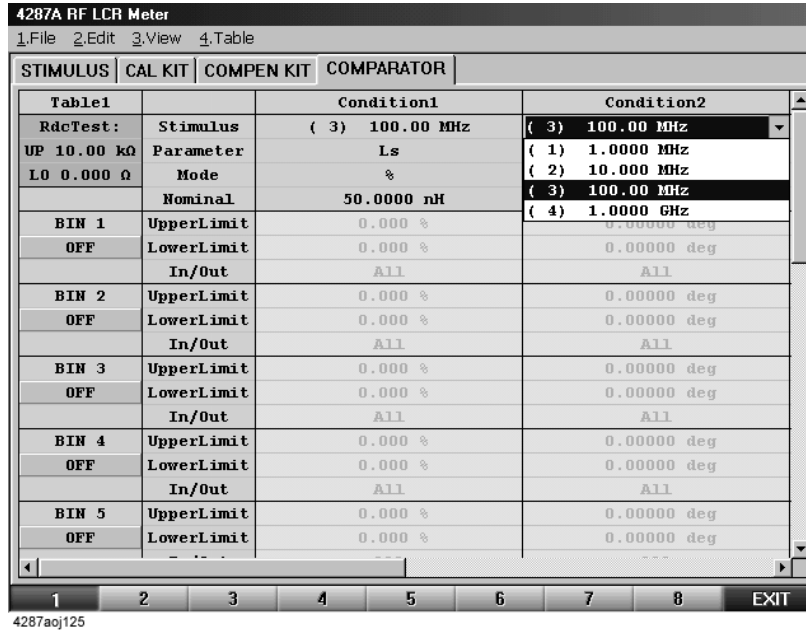 4287A RF LCR Meter
1.File 2.Edit 3.View 4.Table
STIMULUS CAL KIT COMPEN KIT COMPARATOR
Table1 Condition1 Condition2
RdcTest: Stimulus ( 3) 100.00 MHz ( 3) 100.00 MHz
UP 10.00 kΩ Parameter Ls ( 1) 1.0000 MHz
LO 0.000 Ω Mode % ( 2) 10.000 MHz
( 3) 100.00 MHz
Nominal 50.0000 nH ( 4) 1.0000 GHz
BIN 1 UpperLimit 0.000 % 0.00000 deg
OFF LowerLimit 0.000 % 0.00000 deg
In/Out All All
BIN 2 UpperLimit 0.000 % 0.00000 deg
OFF LowerLimit 0.000 % 0.00000 deg
In/Out All All
BIN 3 UpperLimit 0.000 % 0.00000 deg
OFF LowerLimit 0.000 % 0.00000 deg
In/Out All All
BIN 4 UpperLimit 0.000 % 0.00000 deg
OFF LowerLimit 0.000 % 0.00000 deg
In/Out All All
BIN 5 UpperLimit 0.000 % 0.00000 deg
OFF LowerLimit 0.000 % 0.00000 deg
1 2 3 4 5 6 7 8 EXIT
4287aoj125